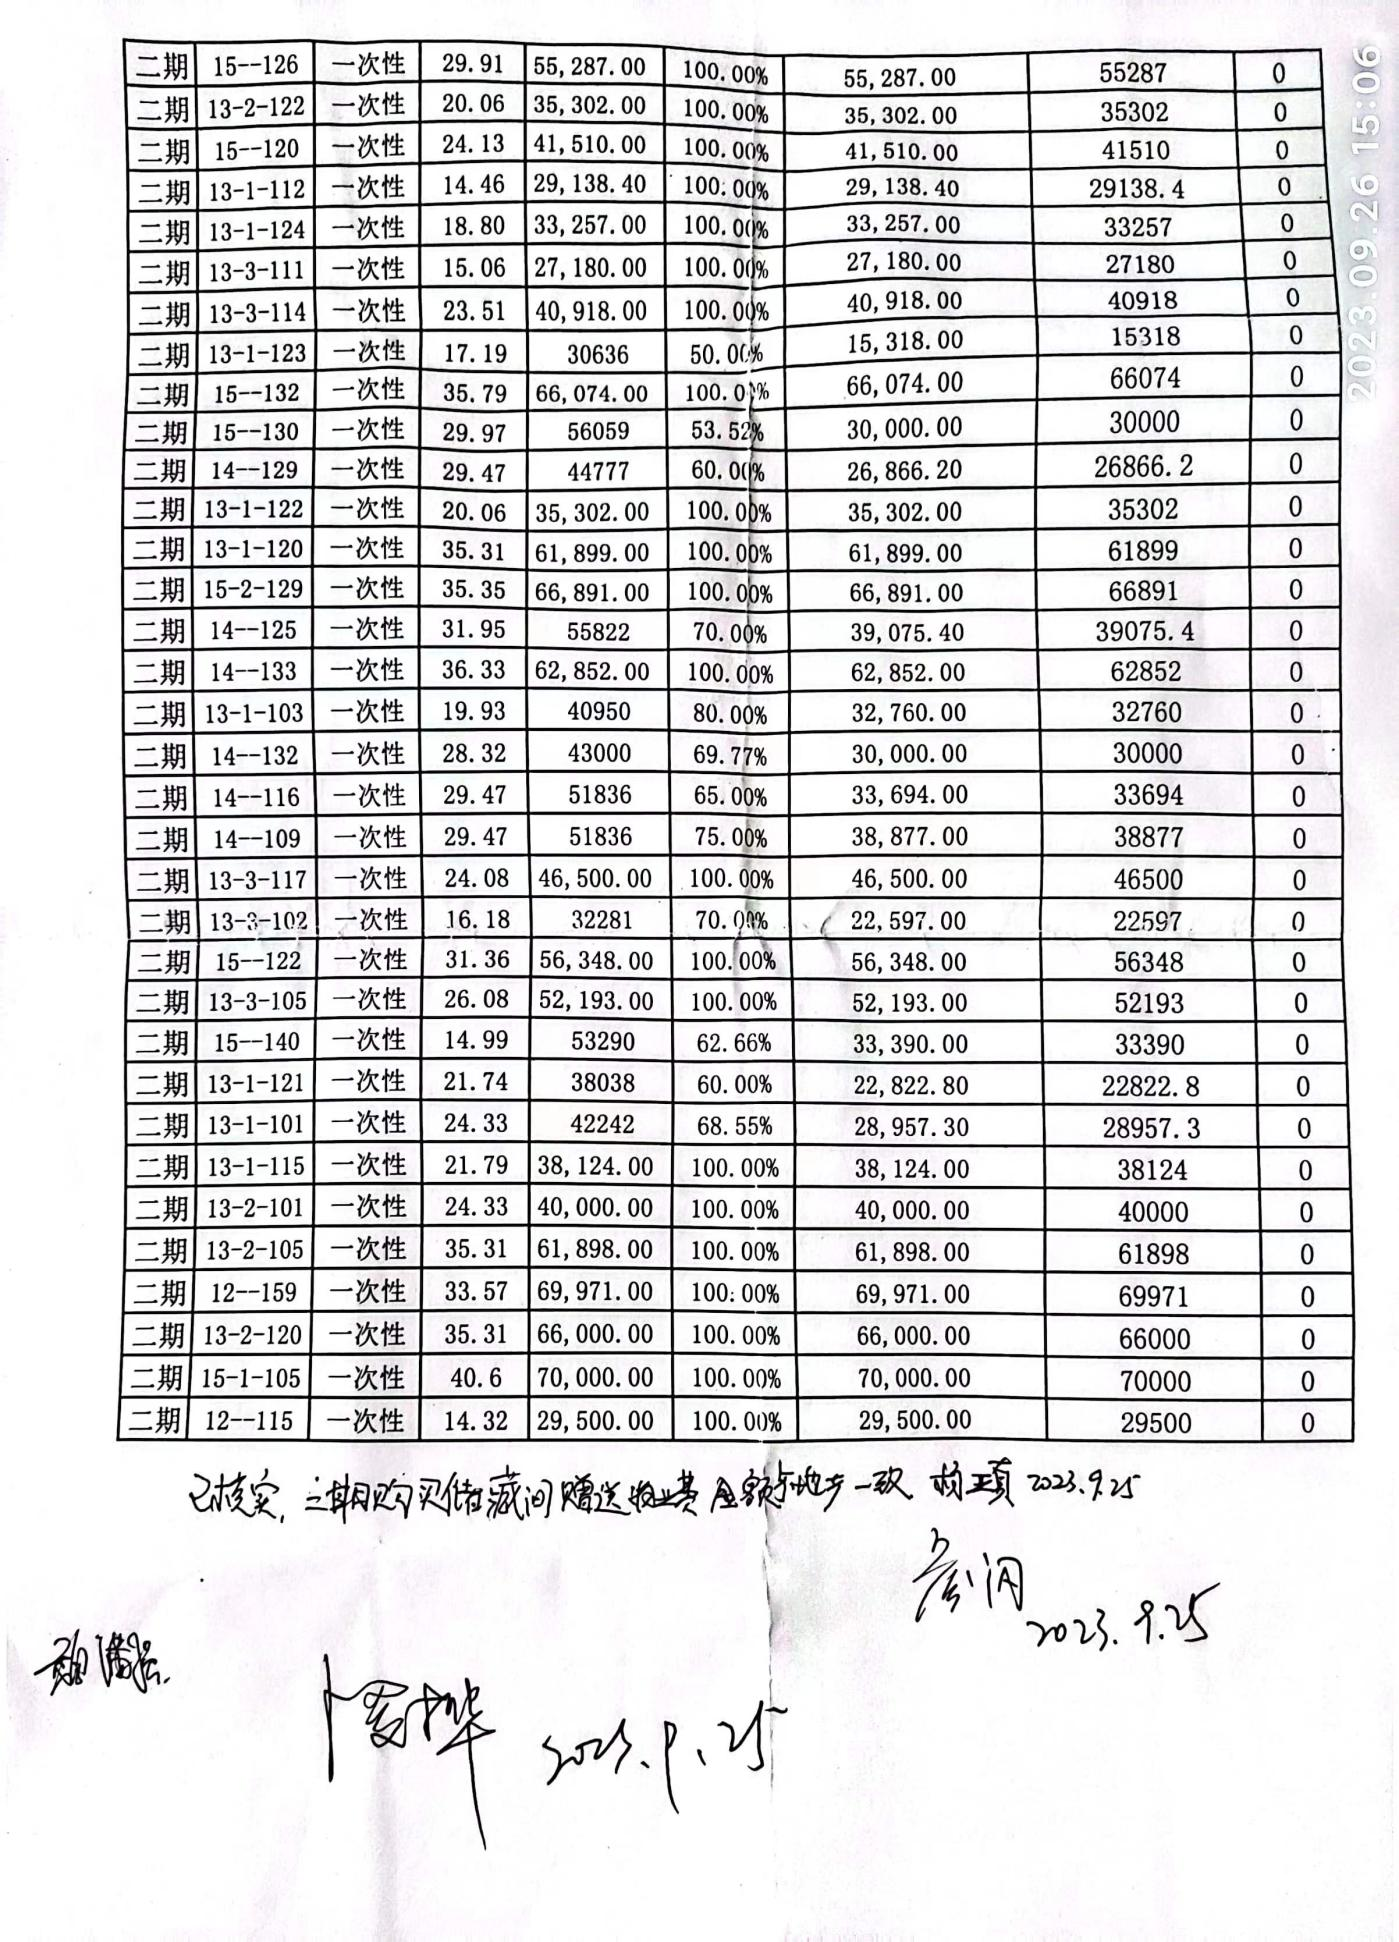 二期 15--126 一次性 29.91 55,287.00 100.00% 55,287.00 55287 0
二期 13-2-122 一次性 20.06 35,302.00 100.00% 35,302.00 35302 0
二期 15--120 一次性 24.13 41,510.00 100.00% 41,510.00 41510 0
二期 13-1-112 一次性 14.46 29,138.40 100.00% 29,138.40 29138.4 0
二期 13-1-124 一次性 18.80 33,257.00 100.00% 33,257.00 33257 0
二期 13-3-111 一次性 15.06 27,180.00 100.00% 27,180.00 27180 0
二期 13-3-114 一次性 23.51 40,918.00 100.00% 40,918.00 40918 0
二期 13-1-123 一次性 17.19 30636 50.00% 15,318.00 15318 0
二期 15--132 一次性 35.79 66,074.00 100.00% 66,074.00 66074 0
二期 15--130 一次性 29.97 56059 53.52% 30,000.00 30000 0
二期 14--129 一次性 29.47 44777 60.00% 26,866.20 26866.2 0
二期 13-1-122 一次性 20.06 35,302.00 100.00% 35,302.00 35302 0
二期 13-1-120 一次性 35.31 61,899.00 100.00% 61,899.00 61899 0
二期 15-2-129 一次性 35.35 66,891.00 100.00% 66,891.00 66891 0
二期 14--125 一次性 31.95 55822 70.00% 39,075.40 39075.4 0
二期 14--133 一次性 36.33 62,852.00 100.00% 62,852.00 62852 0
二期 13-1-103 一次性 19.93 40950 80.00% 32,760.00 32760 0
二期 14--132 一次性 28.32 43000 69.77% 30,000.00 30000 0
二期 14--116 一次性 29.47 51836 65.00% 33,694.00 33694 0
二期 14--109 一次性 29.47 51836 75.00% 38,877.00 38877 0
二期 13-3-117 一次性 24.08 46,500.00 100.00% 46,500.00 46500 0
二期 13-3-102 一次性 16.18 32281 70.00% 22,597.00 22597 0
二期 15--122 一次性 31.36 56,348.00 100.00% 56,348.00 56348 0
二期 13-3-105 一次性 26.08 52,193.00 100.00% 52,193.00 52193 0
二期 15--140 一次性 14.99 53290 62.66% 33,390.00 33390 0
二期 13-1-121 一次性 21.74 38038 60.00% 22,822.80 22822.8 0
二期 13-1-101 一次性 24.33 42242 68.55% 28,957.30 28957.3 0
二期 13-1-115 一次性 21.79 38,124.00 100.00% 38,124.00 38124 0
二期 13-2-101 一次性 24.33 40,000.00 100.00% 40,000.00 40000 0
二期 13-2-105 一次性 35.31 61,898.00 100.00% 61,898.00 61898 0
二期 12--159 一次性 33.57 69,971.00 100.00% 69,971.00 69971 0
二期 13-2-120 一次性 35.31 66,000.00 100.00% 66,000.00 66000 0
二期 15-1-105 一次性 40.6 70,000.00 100.00% 70,000.00 70000 0
二期 12--115 一次性 14.32 29,500.00 100.00% 29,500.00 29500 0
已核实, 二期购买储藏间赠送物业费金额 一致. 2023.9.25
2023.9.25
2023.9.25
2023.09.26 15:06